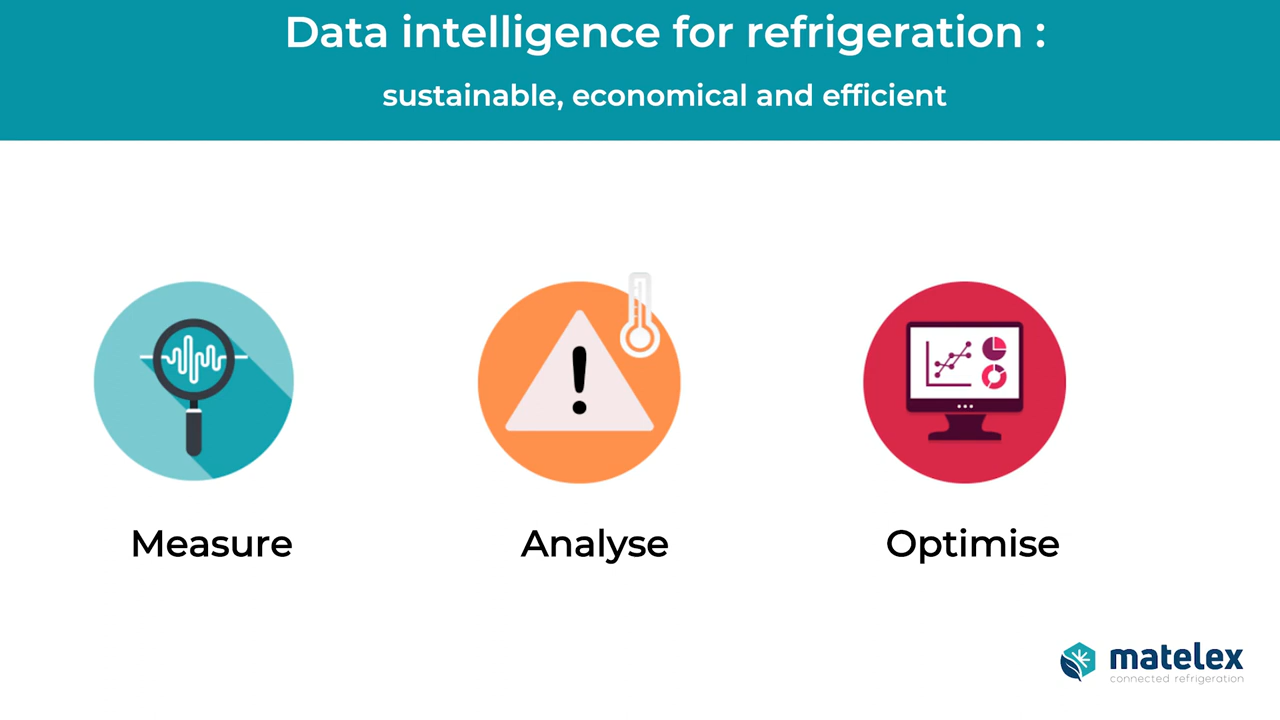 Data intelligence for refrigeration :
sustainable, economical and efficient
!
Measure
Analyse
Optimise
matelex
connected refrigeration